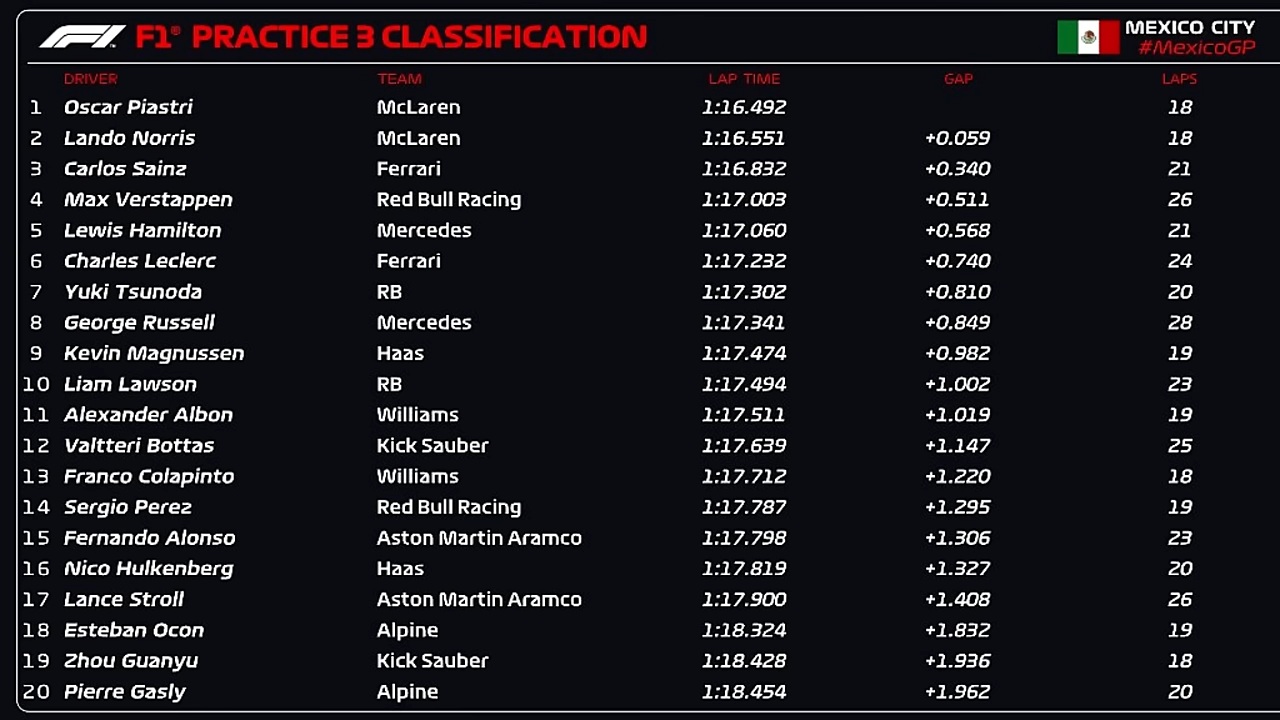 F1® PRACTICE 3 CLASSIFICATION
MEXICO CITY
#MexicoGP
DRIVER TEAM LAP TIME GAP LAPS
1 Oscar Piastri McLaren 1:16.492 18
2 Lando Norris McLaren 1:16.551 +0.059 18
3 Carlos Sainz Ferrari 1:16.832 +0.340 21
4 Max Verstappen Red Bull Racing 1:17.003 +0.511 26
5 Lewis Hamilton Mercedes 1:17.060 +0.568 21
6 Charles Leclerc Ferrari 1:17.232 +0.740 24
7 Yuki Tsunoda RB 1:17.302 +0.810 20
8 George Russell Mercedes 1:17.341 +0.849 28
9 Kevin Magnussen Haas 1:17.474 +0.982 19
10 Liam Lawson RB 1:17.494 +1.002 23
11 Alexander Albon Williams 1:17.511 +1.019 19
12 Valtteri Bottas Kick Sauber 1:17.639 +1.147 25
13 Franco Colapinto Williams 1:17.712 +1.220 18
14 Sergio Perez Red Bull Racing 1:17.787 +1.295 19
15 Fernando Alonso Aston Martin Aramco 1:17.798 +1.306 23
16 Nico Hulkenberg Haas 1:17.819 +1.327 20
17 Lance Stroll Aston Martin Aramco 1:17.900 +1.408 26
18 Esteban Ocon Alpine 1:18.324 +1.832 19
19 Zhou Guanyu Kick Sauber 1:18.428 +1.936 18
20 Pierre Gasly Alpine 1:18.454 +1.962 20